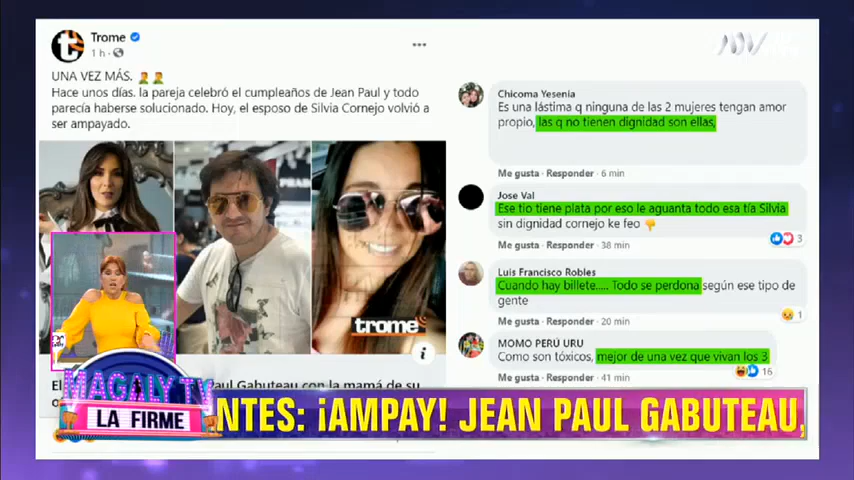 Trome
1 h
UNA VEZ MÁS.
Hace unos días. la pareja celebró el cumpleaños de Jean Paul y todo
parecía haberse solucionado. Hoy, el esposo de Silvia Cornejo volvió a
ser ampayado.
trome
Paul Gabuteau con la mamá de su
Chicoma Yesenia
Es una lástima q ninguna de las 2 mujeres tengan amor
propio, las q no tienen dignidad son ellas,
Me gusta · Responder · 6 min
Jose Val
Ese tio tiene plata por eso le aguanta todo esa tía Silvia
sin dignidad cornejo ke feo
Me gusta · Responder · 38 min
3
Luis Francisco Robles
Cuando hay billete..... Todo se perdona según ese tipo de
gente
Me gusta · Responder · 20 min
1
MOMO PERÚ URU
Como son tóxicos, mejor de una vez que vivan los 3
Me gusta · Responder · 41 min
16
MAGALY TV
LA FIRME
NTES: ¡AMPAY! JEAN PAUL GABUTEAU,